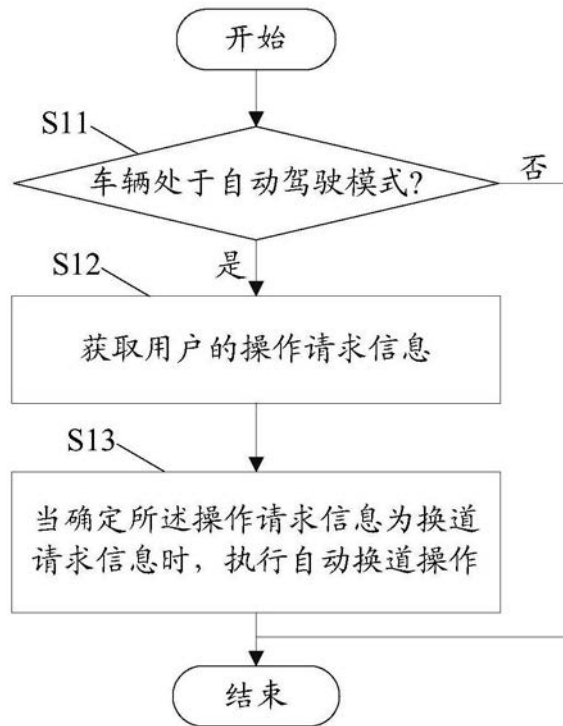 开始
S11
车辆处于自动驾驶模式?
否
是
S12
获取用户的操作请求信息
S13
当确定所述操作请求信息为换道
请求信息时，执行自动换道操作
结束